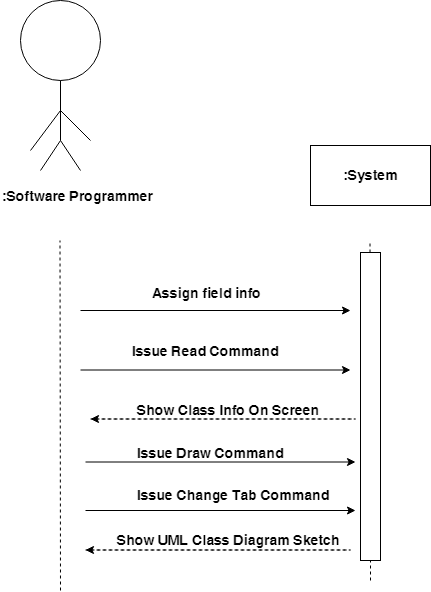 :Software Programmer
:System
Assign field info
Issue Read Command
Show Class Info On Screen
Issue Draw Command
Issue Change Tab Command
Show UML Class Diagram Sketch